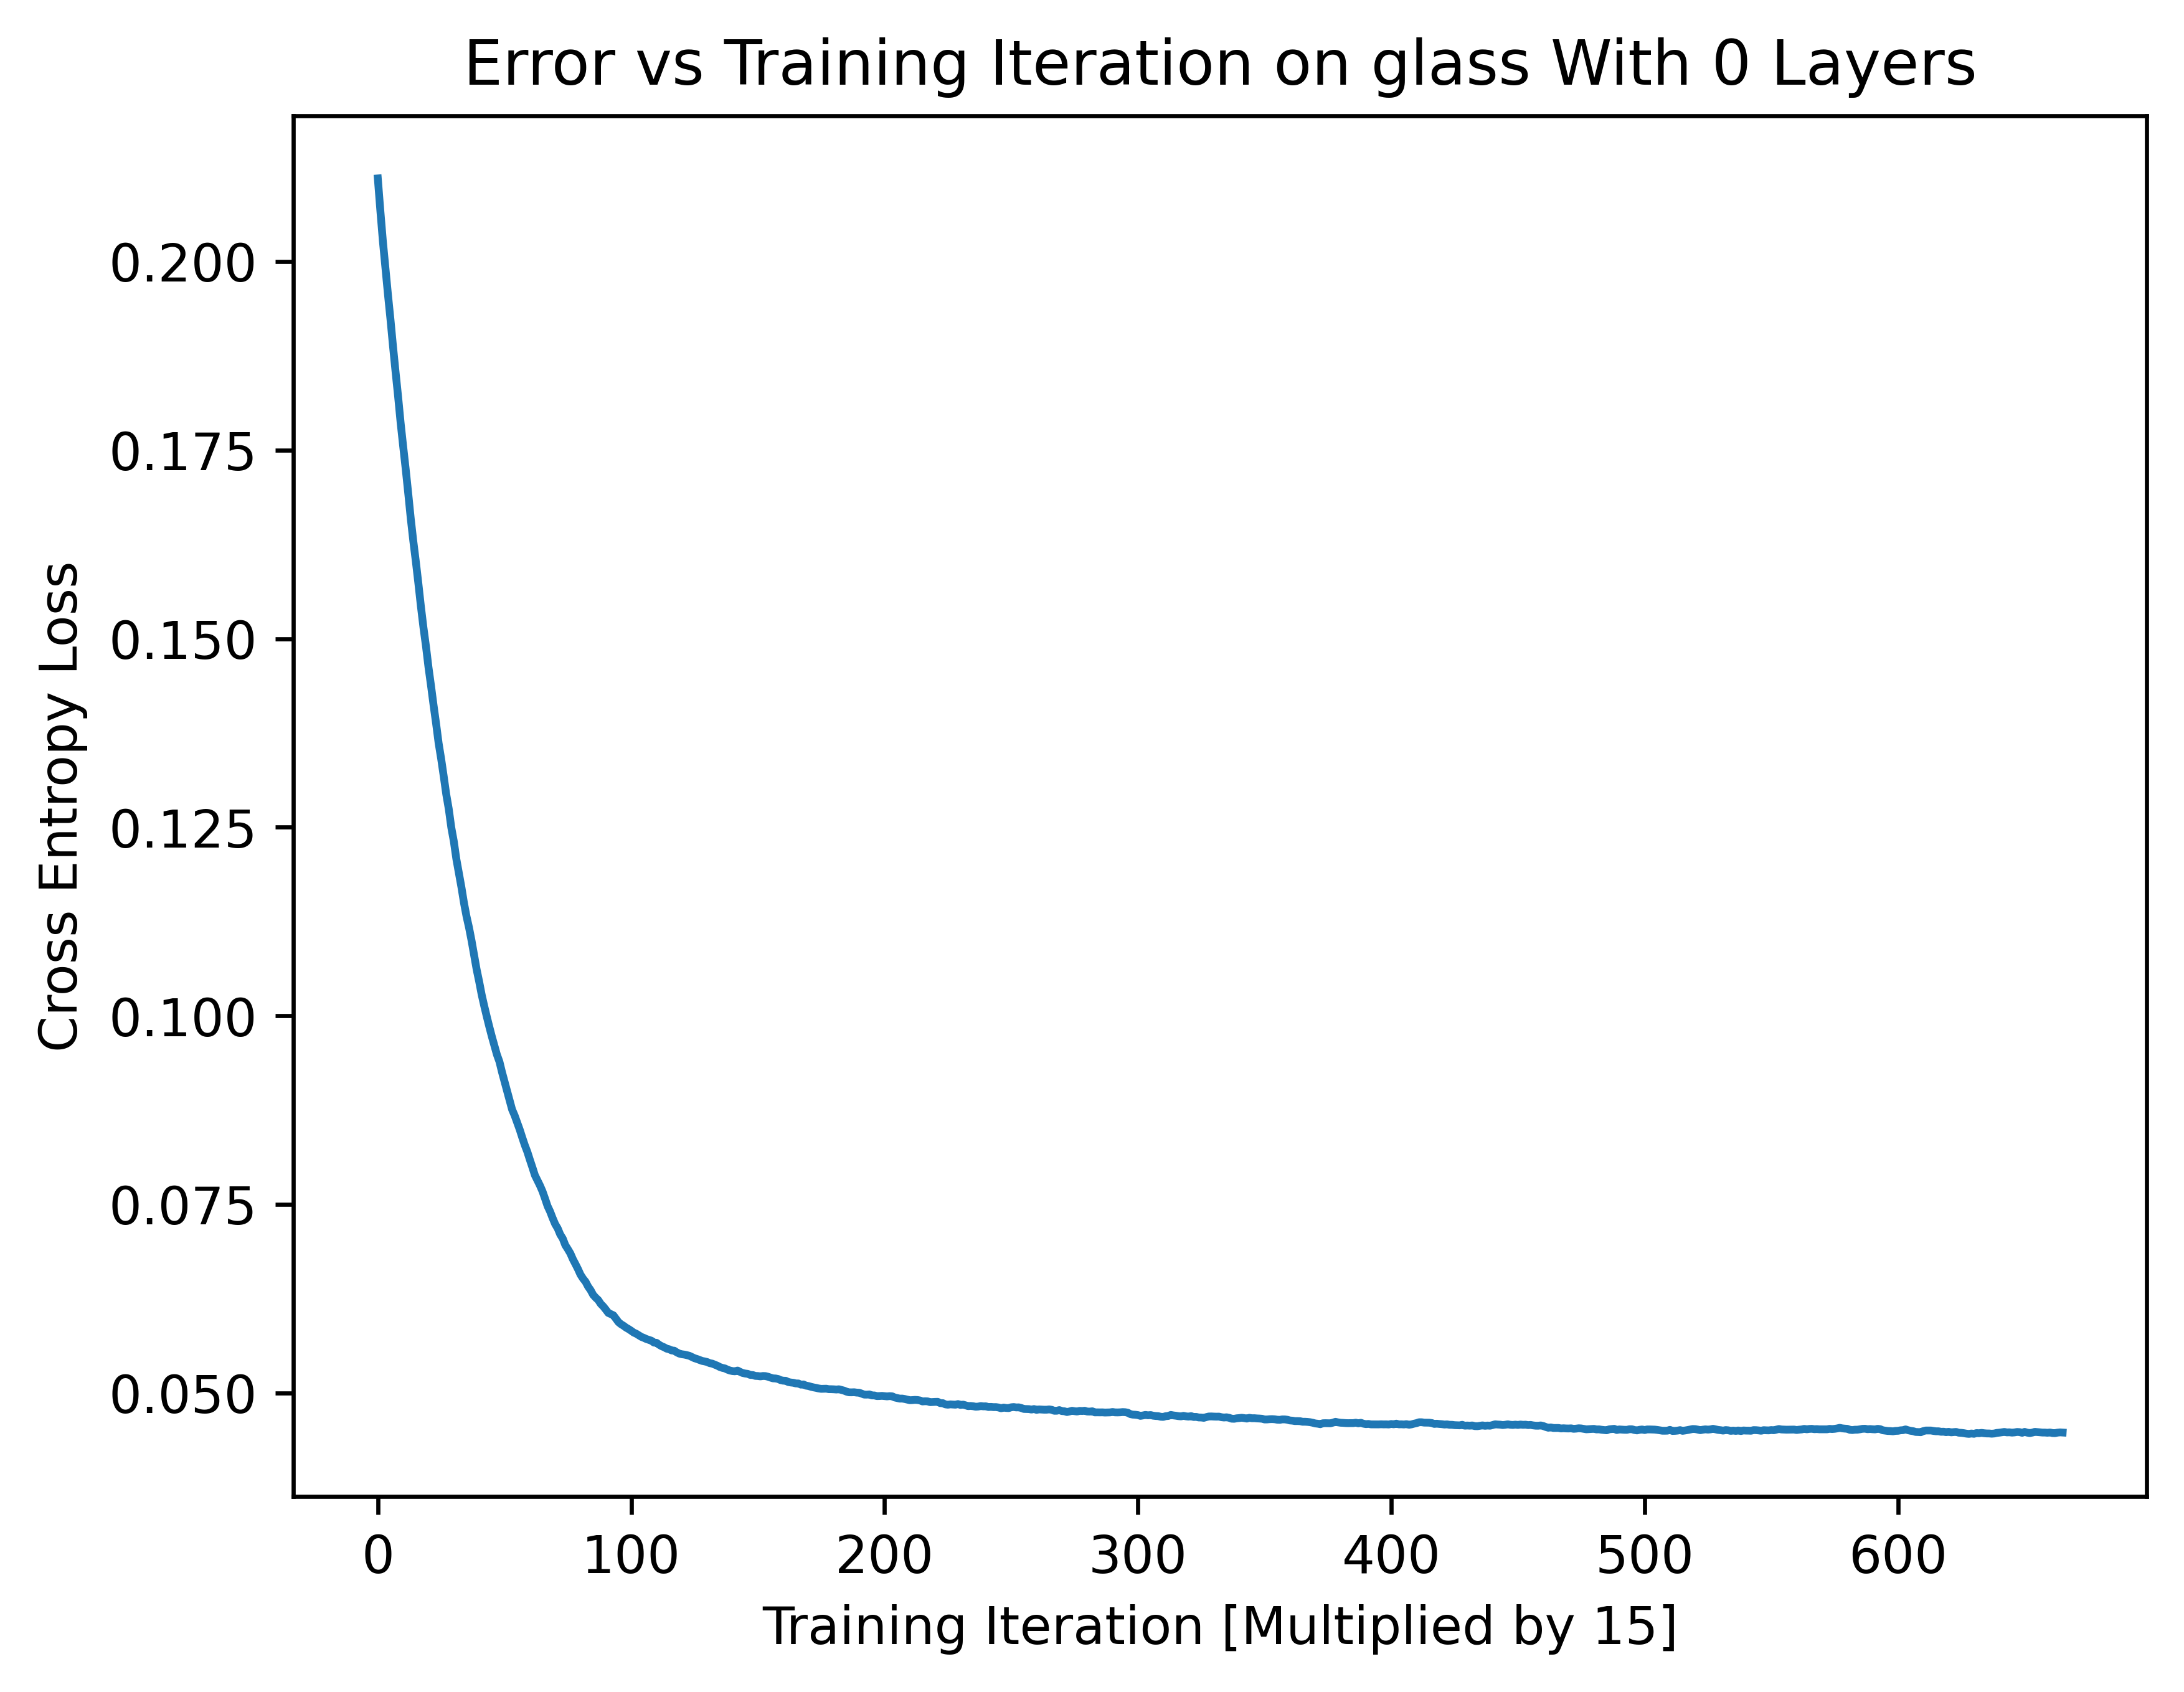 Error vs Training Iteration on glass With 0 Layers
0.200
0.175
0.150
0.125
0.100
0.075
0.050
Cross Entropy Loss
0 100 200 300 400 500 600
Training Iteration [Multiplied by 15]